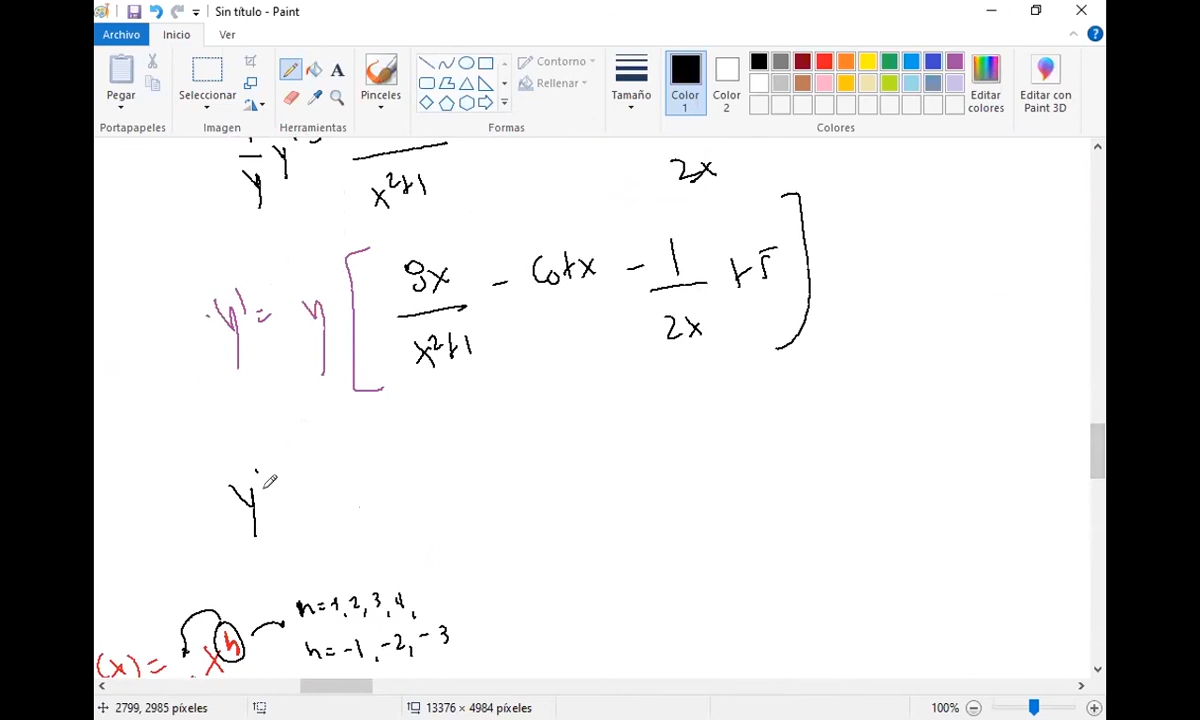 Sin título - Paint
Archivo Inicio Ver
Pegar
Seleccionar
Pinceles
Contorno
Rellenar
Tamaño
Color 1
Color 2
Editar colores
Editar con Paint 3D
Portapapeles Imagen Herramientas Formas Colores
1/y y'
x²+1
2x
y' = y [ 8x/(x²+1) - Cotx - 1/2x + 5 ]
y'
n=1, 2, 3, 4,
n=-1, -2, -3
(x) = x^n
2799, 2985 píxeles
13376 × 4984 píxeles
100%